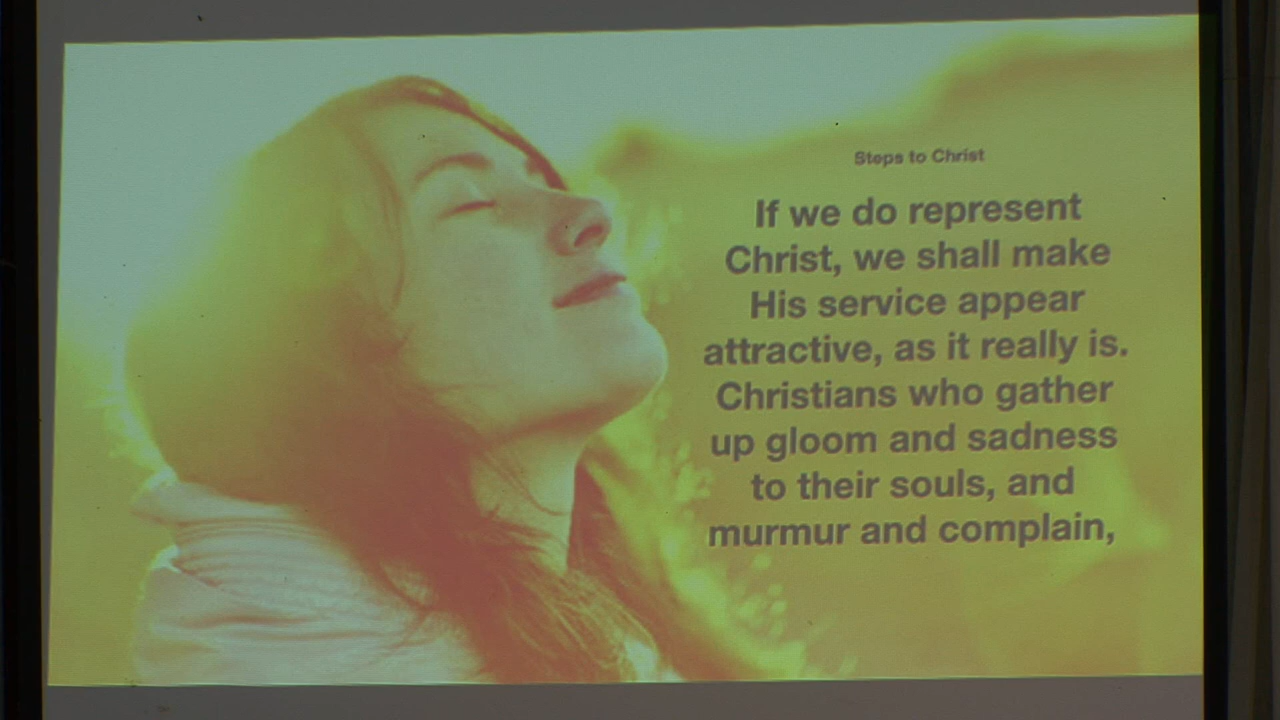 Steps to Christ
If we do represent
Christ, we shall make
His service appear
attractive, as it really is.
Christians who gather
up gloom and sadness
to their souls, and
murmur and complain,